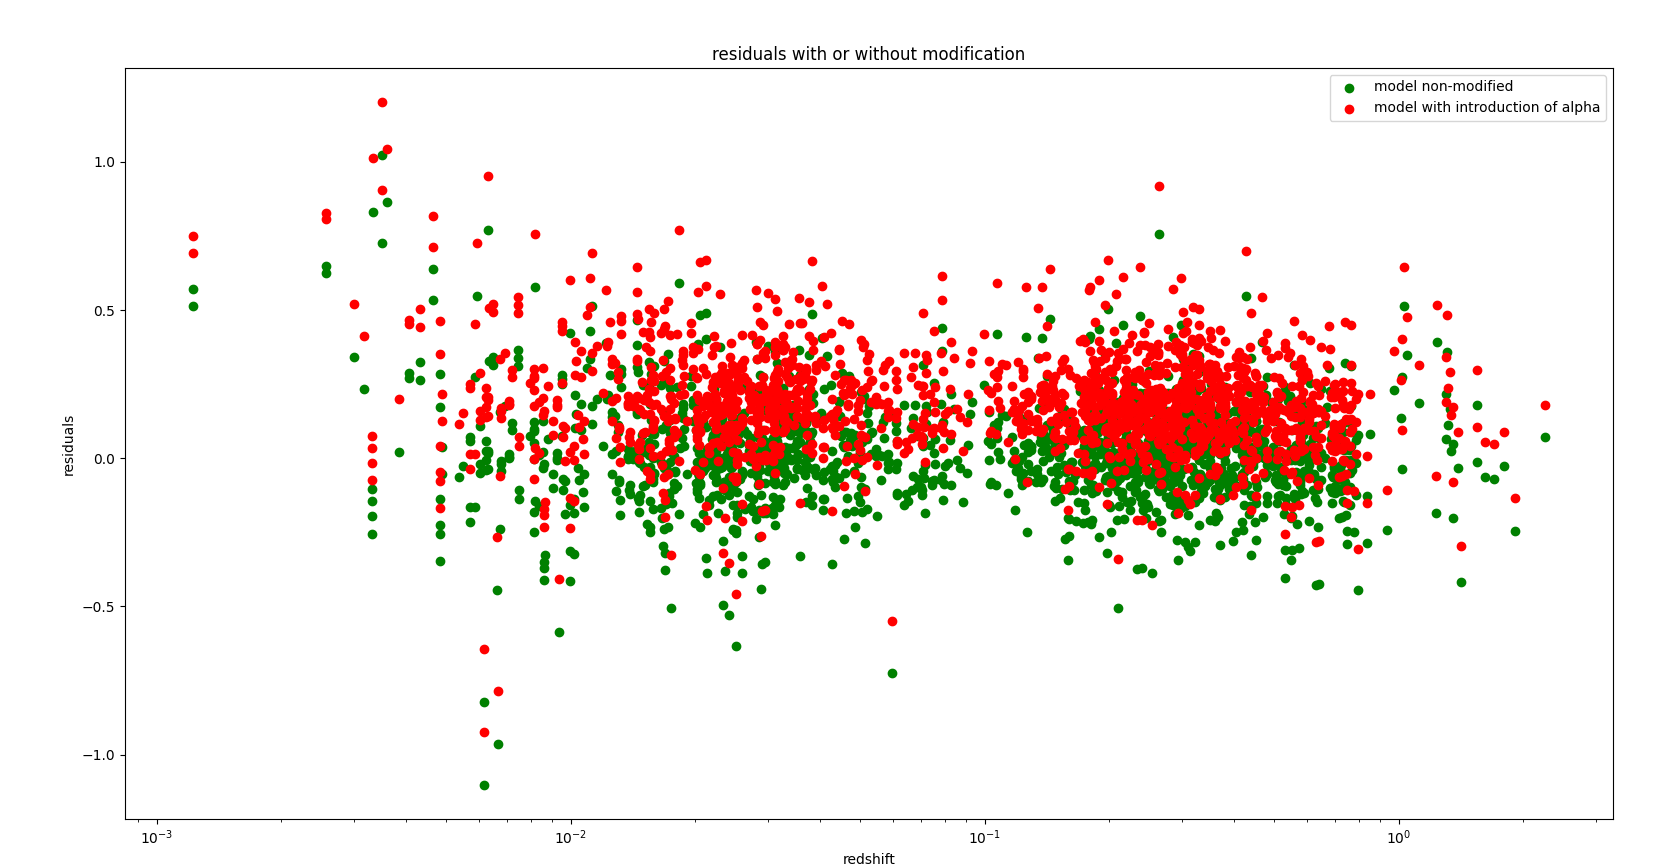 residuals with or without modification
model non-modified
model with introduction of alpha
residuals
1.0
0.5
0.0
−0.5
−1.0
10⁻³
10⁻²
10⁻¹
10⁰
redshift